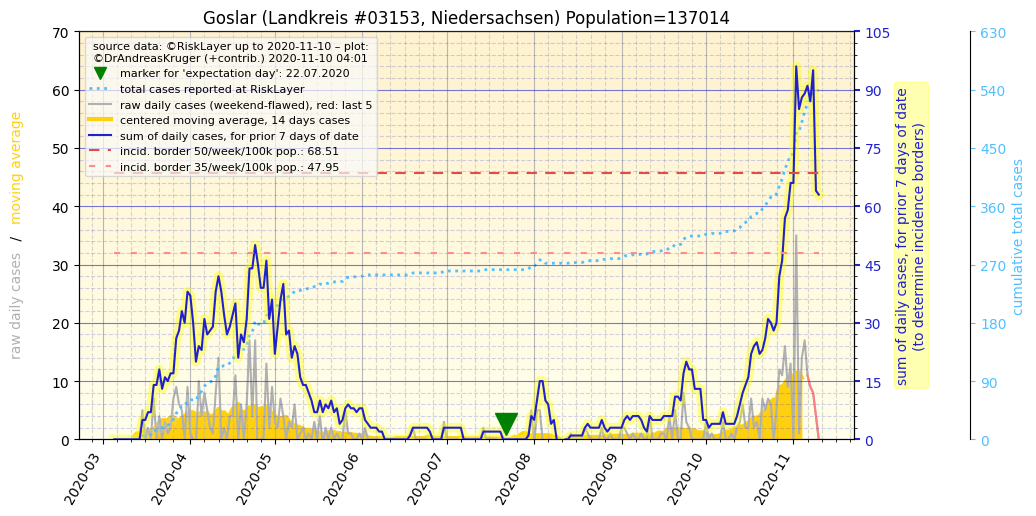 Goslar (Landkreis #03153, Niedersachsen) Population=137014
source data: ©RiskLayer up to 2020-11-10 – plot:
©DrAndreasKruger (+contrib.) 2020-11-10 04:01
marker for 'expectation day': 22.07.2020
total cases reported at RiskLayer
raw daily cases (weekend-flawed), red: last 5
centered moving average, 14 days cases
sum of daily cases, for prior 7 days of date
incid. border 50/week/100k pop.: 68.51
incid. border 35/week/100k pop.: 47.95
raw daily cases / moving average
70
60
50
40
30
20
10
0
2020-03
2020-04
2020-05
2020-06
2020-07
2020-08
2020-09
2020-10
2020-11
105
90
75
60
45
30
15
0
sum of daily cases, for prior 7 days of date
(to determine incidence borders)
630
540
450
360
270
180
90
0
cumulative total cases